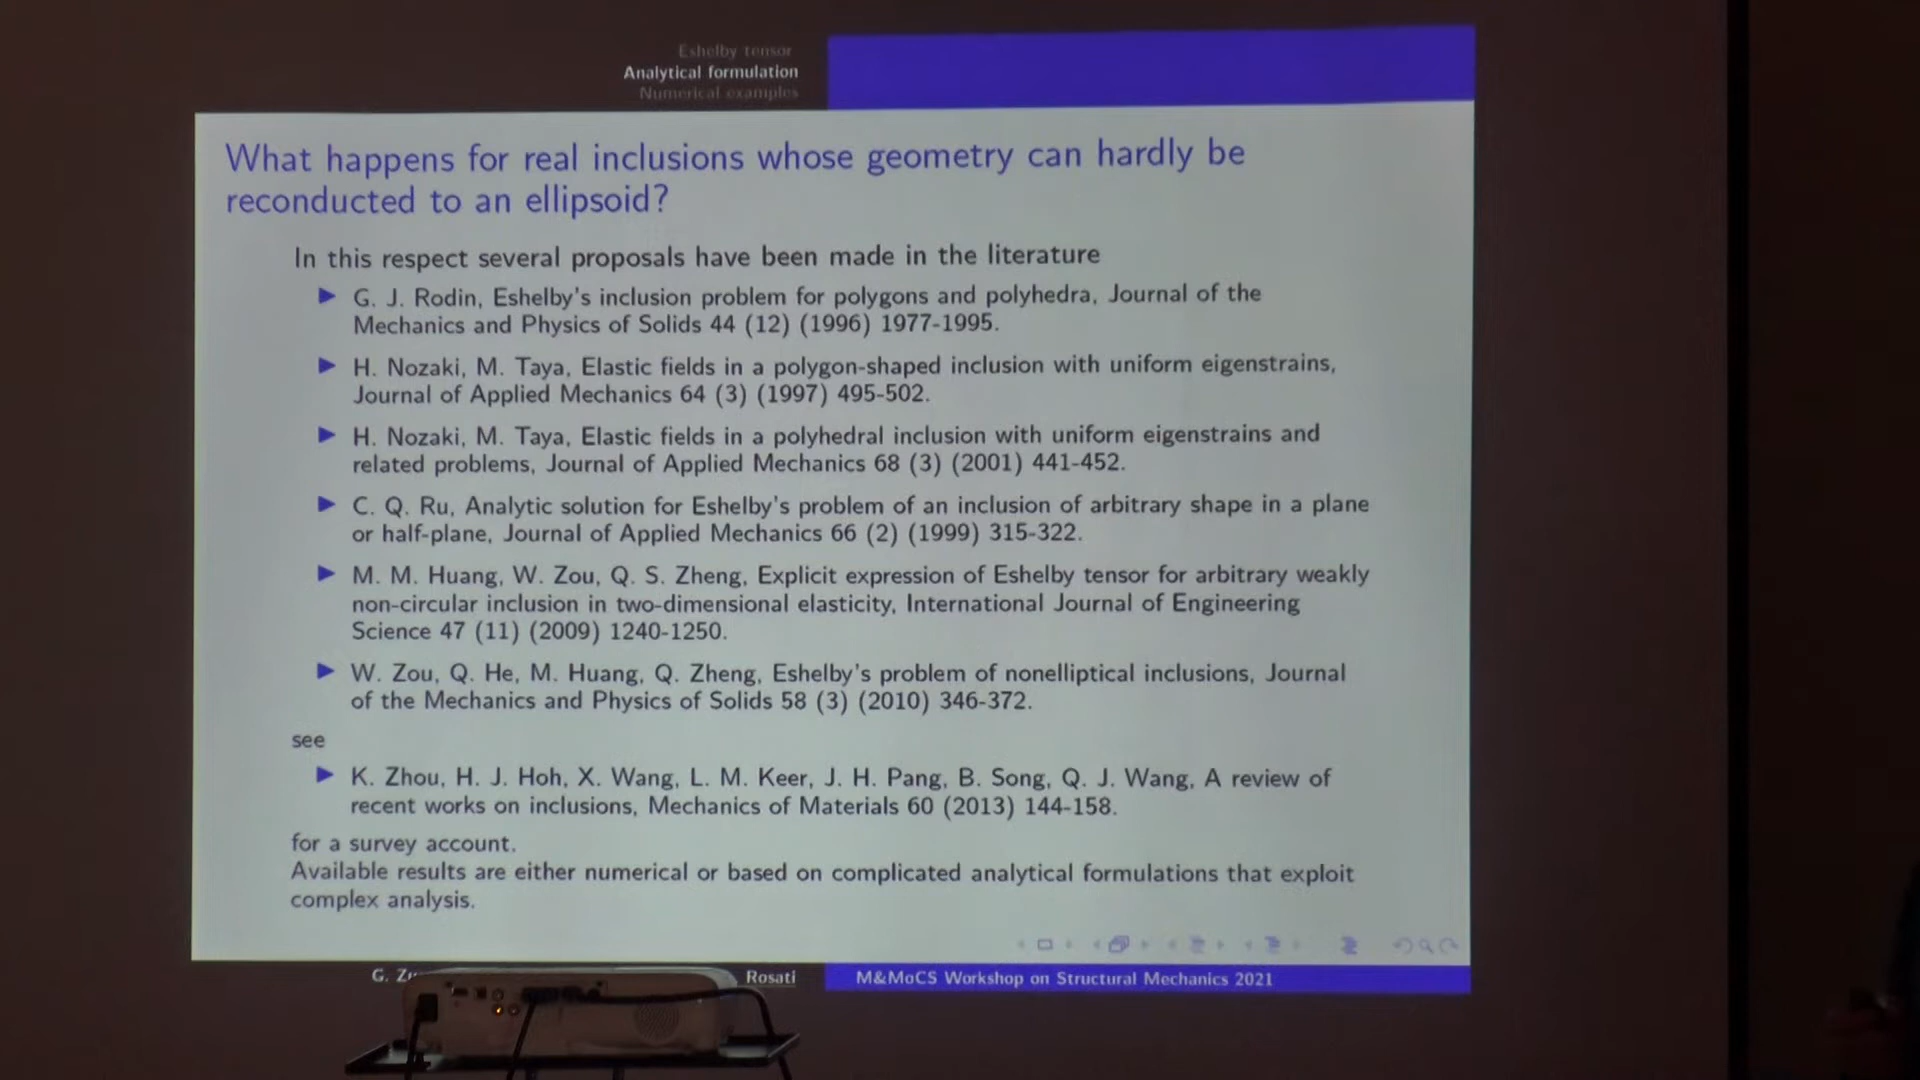 Eshelby tensor
Analytical formulation
Numerical examples
What happens for real inclusions whose geometry can hardly be
reconducted to an ellipsoid?
In this respect several proposals have been made in the literature
G. J. Rodin, Eshelby's inclusion problem for polygons and polyhedra, Journal of the
Mechanics and Physics of Solids 44 (12) (1996) 1977-1995.
H. Nozaki, M. Taya, Elastic fields in a polygon-shaped inclusion with uniform eigenstrains,
Journal of Applied Mechanics 64 (3) (1997) 495-502.
H. Nozaki, M. Taya, Elastic fields in a polyhedral inclusion with uniform eigenstrains and
related problems, Journal of Applied Mechanics 68 (3) (2001) 441-452.
C. Q. Ru, Analytic solution for Eshelby's problem of an inclusion of arbitrary shape in a plane
or half-plane, Journal of Applied Mechanics 66 (2) (1999) 315-322.
M. M. Huang, W. Zou, Q. S. Zheng, Explicit expression of Eshelby tensor for arbitrary weakly
non-circular inclusion in two-dimensional elasticity, International Journal of Engineering
Science 47 (11) (2009) 1240-1250.
W. Zou, Q. He, M. Huang, Q. Zheng, Eshelby's problem of nonelliptical inclusions, Journal
of the Mechanics and Physics of Solids 58 (3) (2010) 346-372.
see
K. Zhou, H. J. Hoh, X. Wang, L. M. Keer, J. H. Pang, B. Song, Q. J. Wang, A review of
recent works on inclusions, Mechanics of Materials 60 (2013) 144-158.
for a survey account.
Available results are either numerical or based on complicated analytical formulations that exploit
complex analysis.
G. Rosati
M&MoCS Workshop on Structural Mechanics 2021